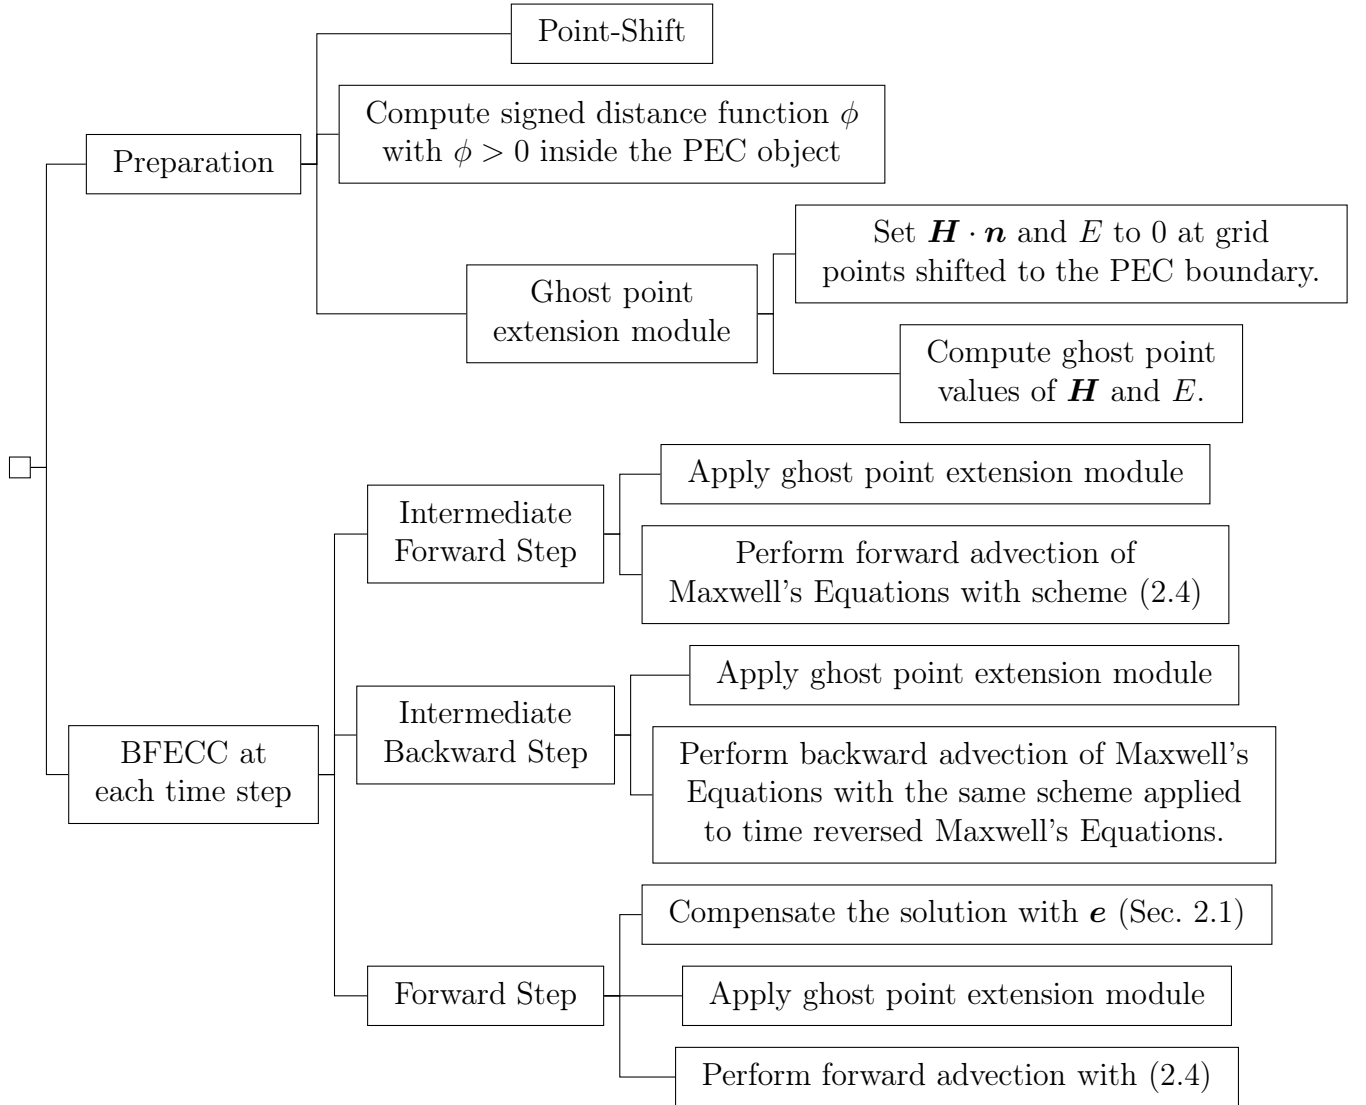 Point-Shift
Compute signed distance function ϕ
with ϕ > 0 inside the PEC object
Preparation
Set H · n and E to 0 at grid
points shifted to the PEC boundary.
Ghost point
extension module
Compute ghost point
values of H and E.
Apply ghost point extension module
Intermediate
Forward Step
Perform forward advection of
Maxwell's Equations with scheme (2.4)
Apply ghost point extension module
Intermediate
Backward Step
Perform backward advection of Maxwell's
Equations with the same scheme applied
to time reversed Maxwell's Equations.
BFECC at
each time step
Compensate the solution with e (Sec. 2.1)
Forward Step
Apply ghost point extension module
Perform forward advection with (2.4)